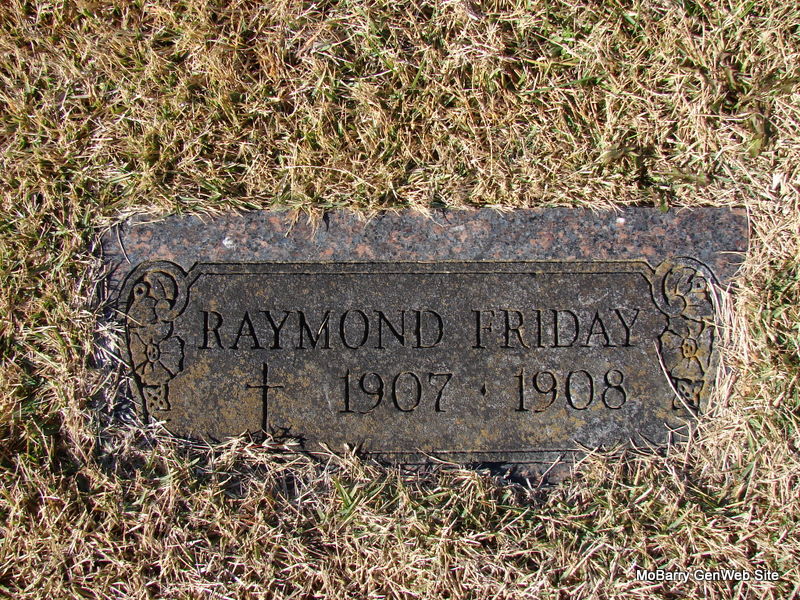 RAYMOND FRIDAY
1907 · 1908
MoBarry GenWeb Site